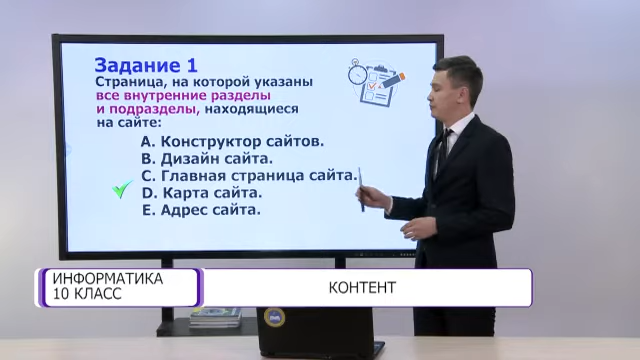 Задание 1
Страница, на которой указаны
все внутренние разделы
и подразделы, находящиеся
на сайте:
A. Конструктор сайтов.
B. Дизайн сайта.
C. Главная страница сайта.
D. Карта сайта.
E. Адрес сайта.
ИНФОРМАТИКА
10 КЛАСС
КОНТЕНТ